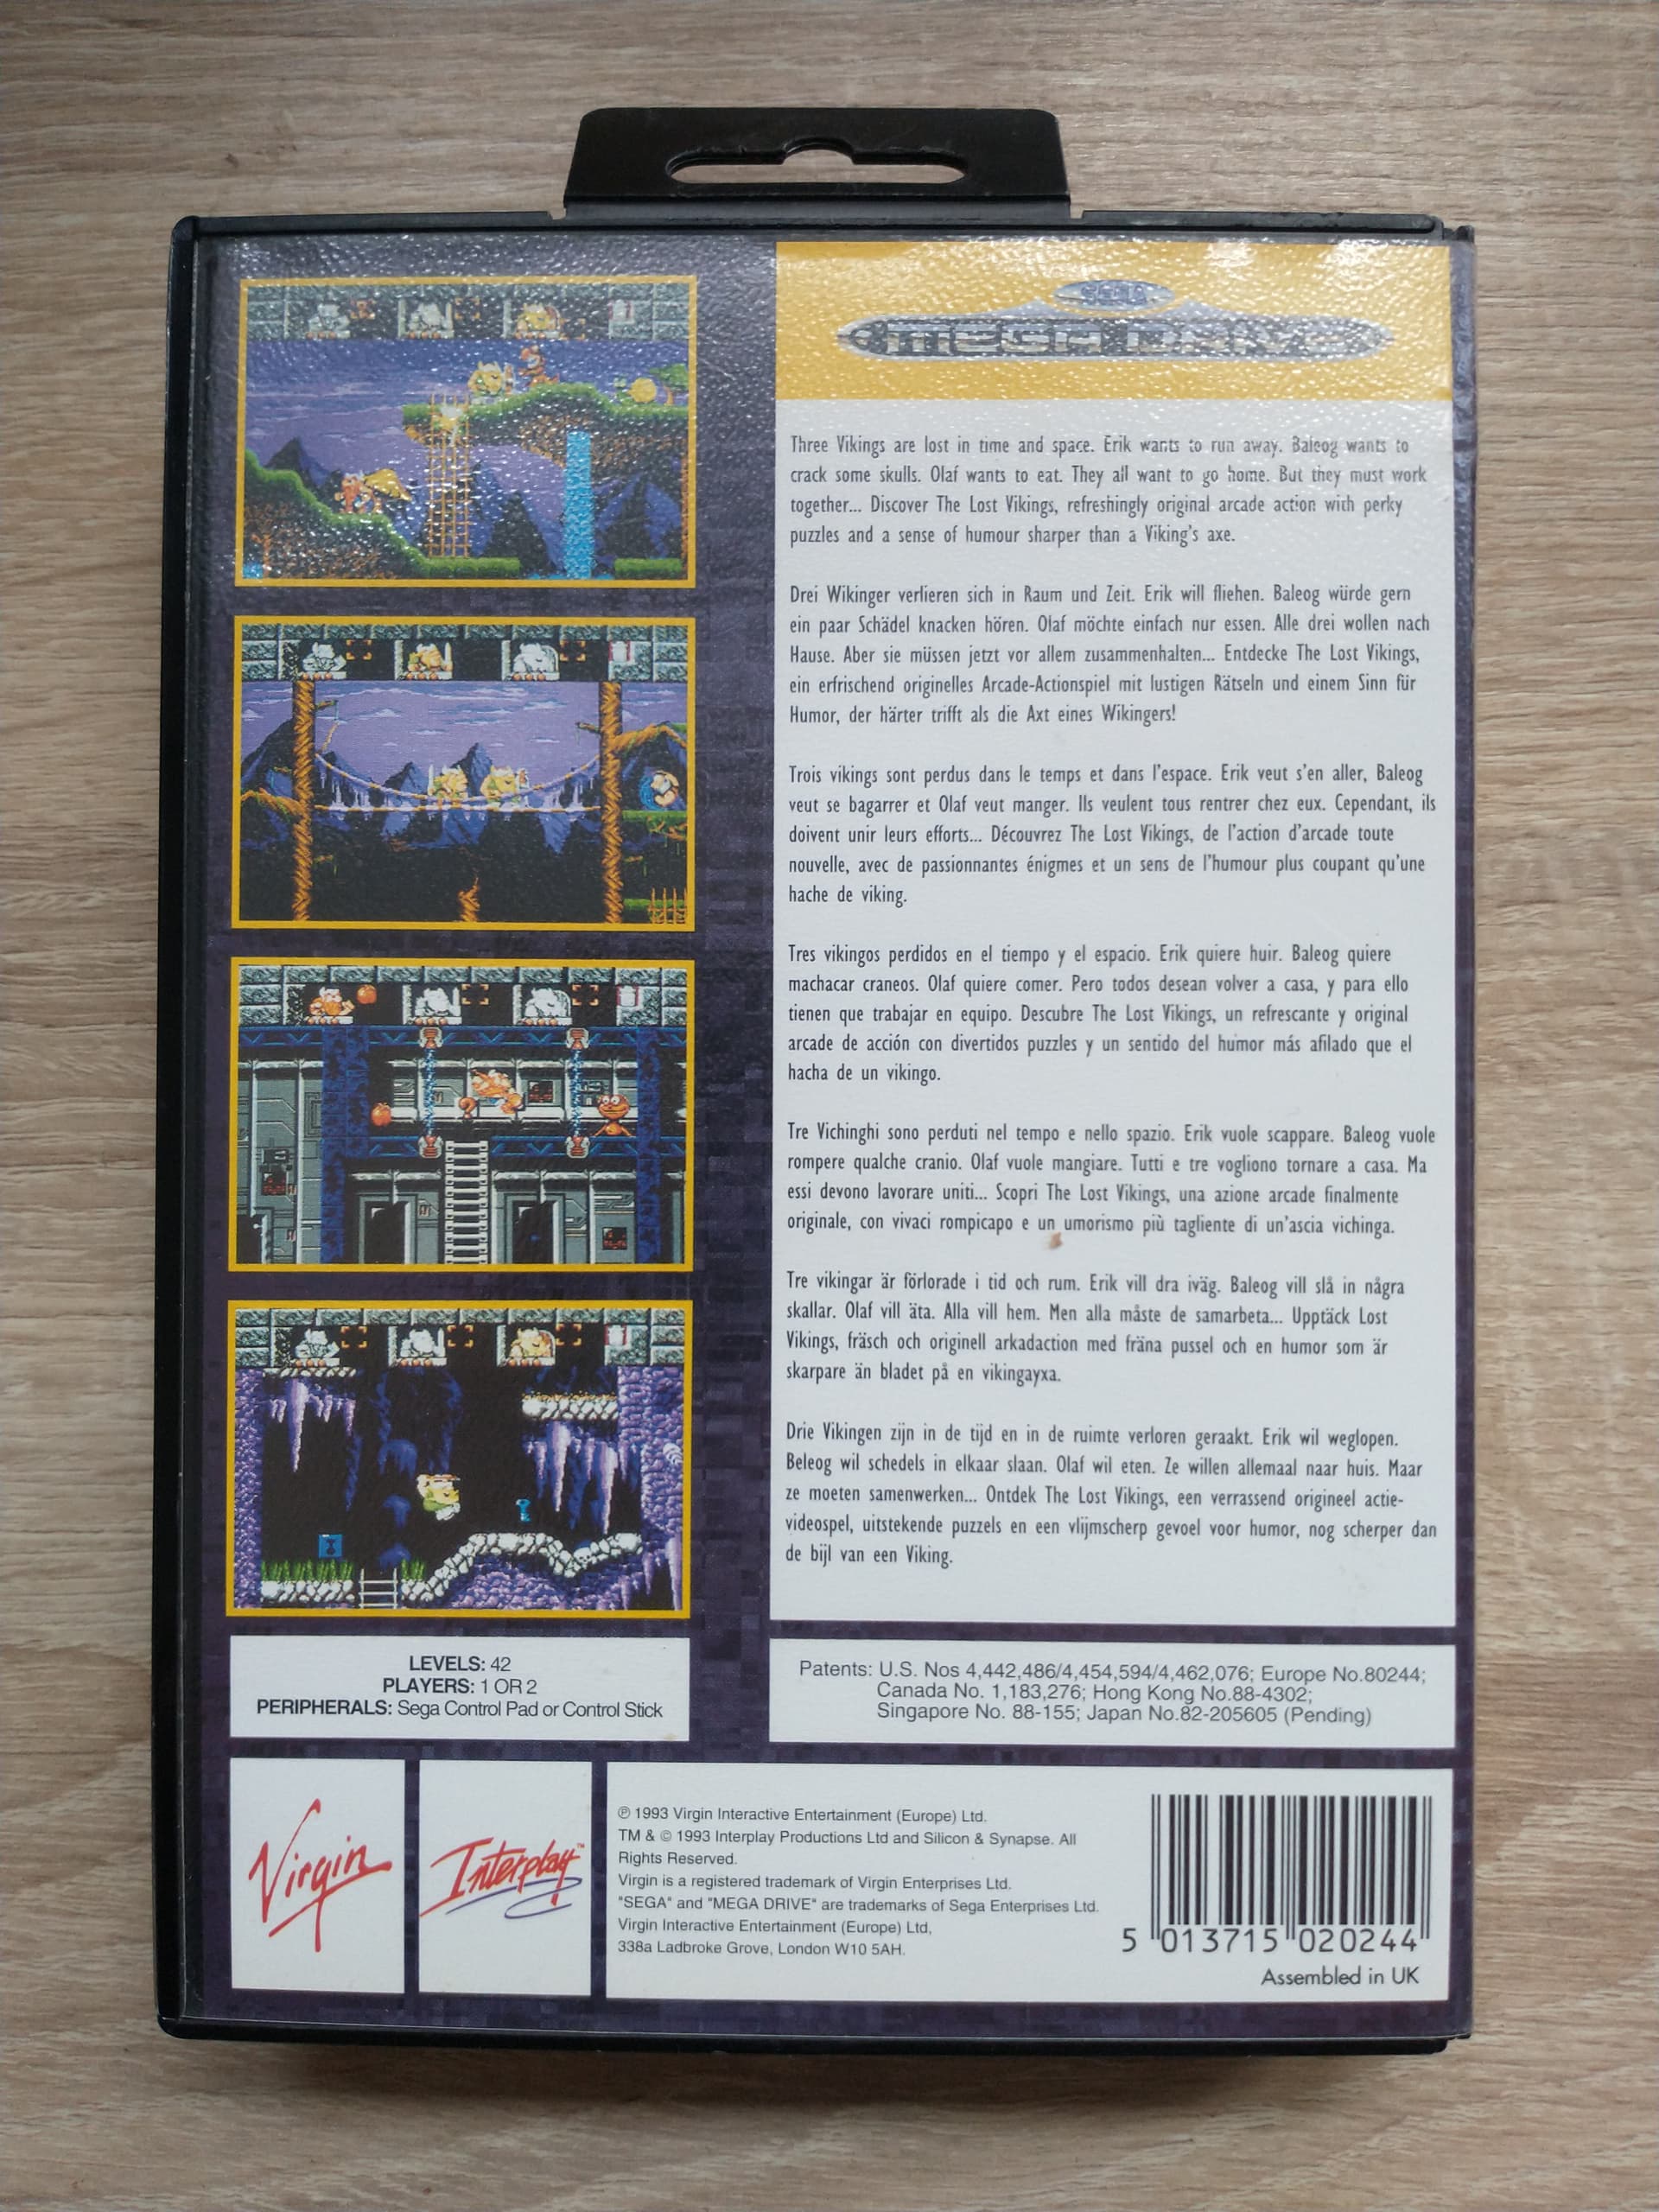 SEGA
MEGA DRIVE
Three Vikings are lost in time and space. Erik wants to run away. Baleog wants to
crack some skulls. Olaf wants to eat. They all want to go home. But they must work
together... Discover The Lost Vikings, refreshingly original arcade action with perky
puzzles and a sense of humour sharper than a Viking's axe.
Drei Wikinger verlieren sich in Raum und Zeit. Erik will fliehen. Baleog würde gern
ein paar Schädel knacken hören. Olaf möchte einfach nur essen. Alle drei wollen nach
Hause. Aber sie müssen jetzt vor allem zusammenhalten... Entdecke The Lost Vikings,
ein erfrischend originelles Arcade-Actionspiel mit lustigen Rätseln und einem Sinn für
Humor, der härter trifft als die Axt eines Wikingers!
Trois vikings sont perdus dans le temps et dans l'espace. Erik veut s'en aller, Baleog
veut se bagarrer et Olaf veut manger. Ils veulent tous rentrer chez eux. Cependant, ils
doivent unir leurs efforts... Découvrez The Lost Vikings, de l'action d'arcade toute
nouvelle, avec de passionnantes énigmes et un sens de l'humour plus coupant qu'une
hache de viking.
Tres vikingos perdidos en el tiempo y el espacio. Erik quiere huir. Baleog quiere
machacar craneos. Olaf quiere comer. Pero todos desean volver a casa, y para ello
tienen que trabajar en equipo. Descubre The Lost Vikings, un refrescante y original
arcade de acción con divertidos puzzles y un sentido del humor más afilado que el
hacha de un vikingo.
Tre Vichinghi sono perduti nel tempo e nello spazio. Erik vuole scappare. Baleog vuole
rompere qualche cranio. Olaf vuole mangiare. Tutti e tre vogliono tornare a casa. Ma
essi devono lavorare uniti... Scopri The Lost Vikings, una azione arcade finalmente
originale, con vivaci rompicapo e un umorismo più tagliente di un'ascia vichinga.
Tre vikingar är förlorade i tid och rum. Erik vill dra iväg. Baleog vill slå in några
skallar. Olaf vill äta. Alla vill hem. Men alla måste de samarbeta... Upptäck Lost
Vikings, fräsch och originell arkadaction med fräna pussel och en humor som är
skarpare än bladet på en vikingayxa.
Drie Vikingen zijn in de tijd en in de ruimte verloren geraakt. Erik wil weglopen.
Beleog wil schedels in elkaar slaan. Olaf wil eten. Ze willen allemaal naar huis. Maar
ze moeten samenwerken... Ontdek The Lost Vikings, een verrassend origineel actie-
videospel, uitstekende puzzels en een vlijmscherp gevoel voor humor, nog scherper dan
de bijl van een Viking.
LEVELS: 42
PLAYERS: 1 OR 2
PERIPHERALS: Sega Control Pad or Control Stick
Patents: U.S. Nos 4,442,486/4,454,594/4,462,076; Europe No.80244;
Canada No. 1,183,276; Hong Kong No.88-4302;
Singapore No. 88-155; Japan No.82-205605 (Pending)
Virgin
Interplay™
℗ 1993 Virgin Interactive Entertainment (Europe) Ltd.
TM & © 1993 Interplay Productions Ltd and Silicon & Synapse. All
Rights Reserved.
Virgin is a registered trademark of Virgin Enterprises Ltd.
"SEGA" and "MEGA DRIVE" are trademarks of Sega Enterprises Ltd.
Virgin Interactive Entertainment (Europe) Ltd,
338a Ladbroke Grove, London W10 5AH.
5 013715 020244
Assembled in UK